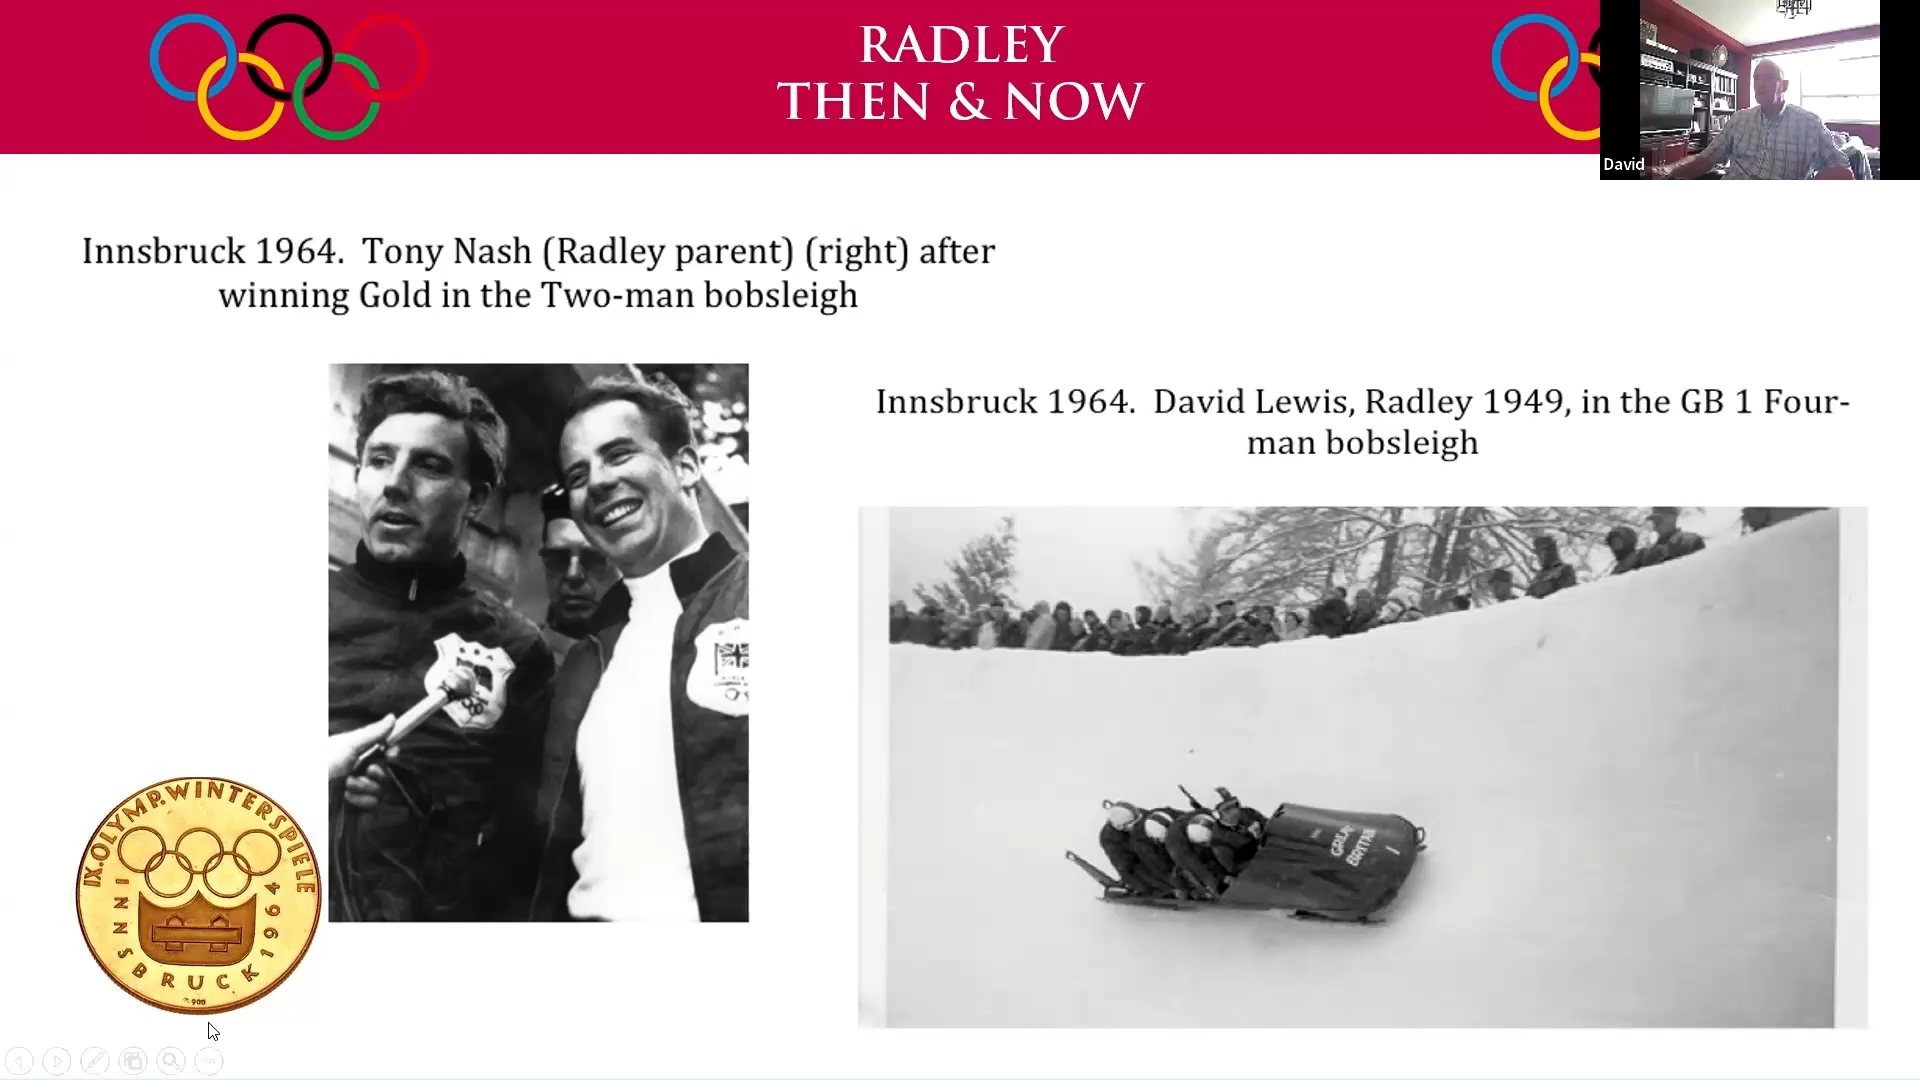 RADLEY
THEN & NOW
David
Innsbruck 1964.  Tony Nash (Radley parent) (right) after
winning Gold in the Two-man bobsleigh
Innsbruck 1964.  David Lewis, Radley 1949, in the GB 1 Four-
man bobsleigh
IX.OLYMP.WINTERSPIELE
INNSBRUCK 1964
900
GREAT
BRITAIN
I